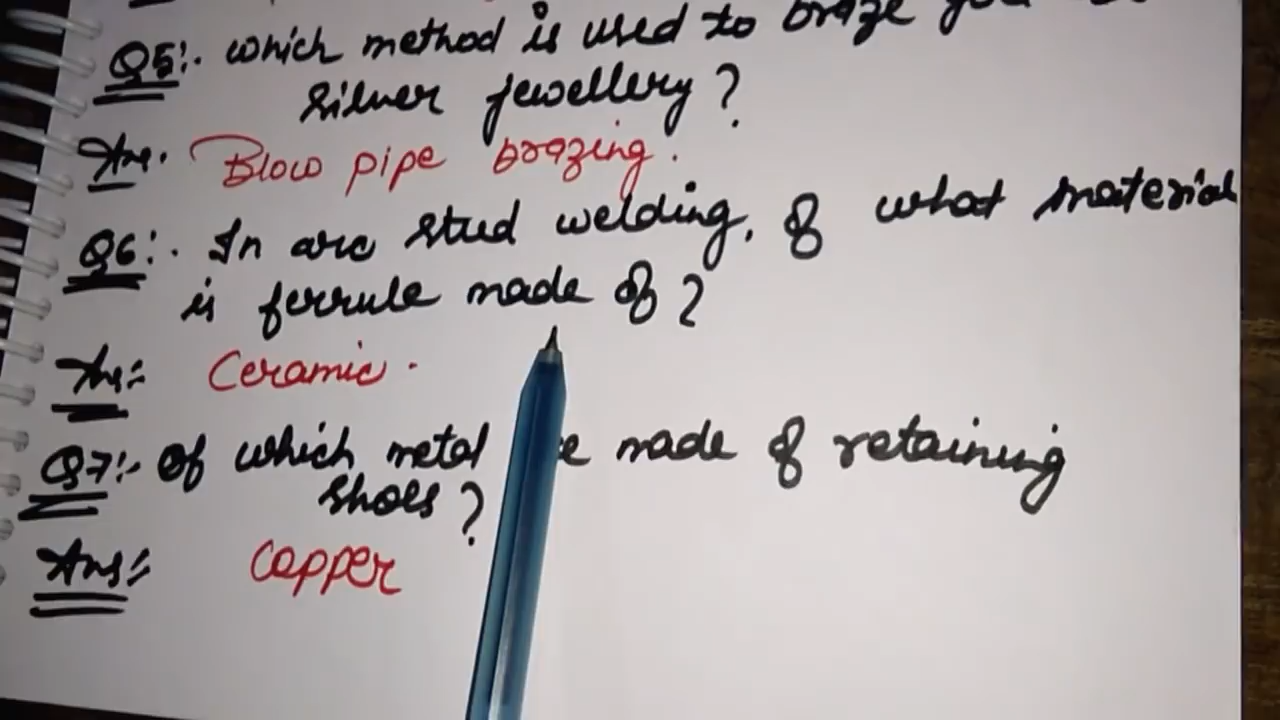 Q5:. which method is used to braze
silver jewellery?
Ans. Blow pipe brazing.
Q6:. In arc stud welding, of what material
is ferrule made of?
Ans:- Ceramic.
Q7:- Of which metal made of retaining
shoes?
Ans:- Copper